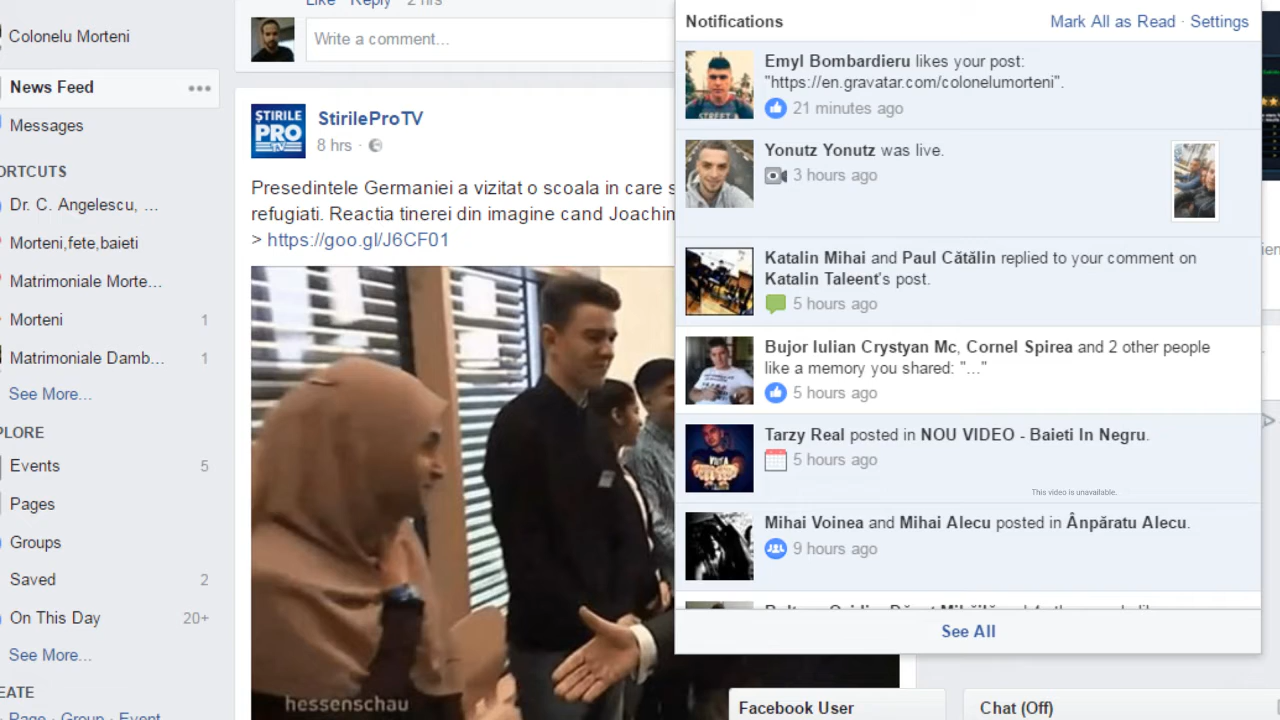 Like Reply 2 hrs
Write a comment...
Colonelu Morteni
News Feed
Messages
ORTCUTS
Dr. C. Angelescu, ...
Morteni,fete,baieti
Matrimoniale Morte...
Morteni 1
Matrimoniale Damb... 1
See More...
PLORE
Events 5
Pages
Groups
Saved 2
On This Day 20+
See More...
EATE
Page · Group · Event
ȘTIRILE
PRO
TV
StirileProTV
8 hrs ·
Presedintele Germaniei a vizitat o scoala in care s
refugiati. Reactia tinerei din imagine cand Joachin
> https://goo.gl/J6CF01
hessenschau
Notifications
Mark All as Read · Settings
Emyl Bombardieru likes your post:
"https://en.gravatar.com/colonelumorteni".
21 minutes ago
Yonutz Yonutz was live.
3 hours ago
Katalin Mihai and Paul Cătălin replied to your comment on
Katalin Taleent's post.
5 hours ago
Bujor Iulian Crystyan Mc, Cornel Spirea and 2 other people
like a memory you shared: "..."
5 hours ago
Tarzy Real posted in NOU VIDEO - Baieti In Negru.
5 hours ago
This video is unavailable.
Mihai Voinea and Mihai Alecu posted in Ânpăratu Alecu.
9 hours ago
See All
Facebook User
Chat (Off)